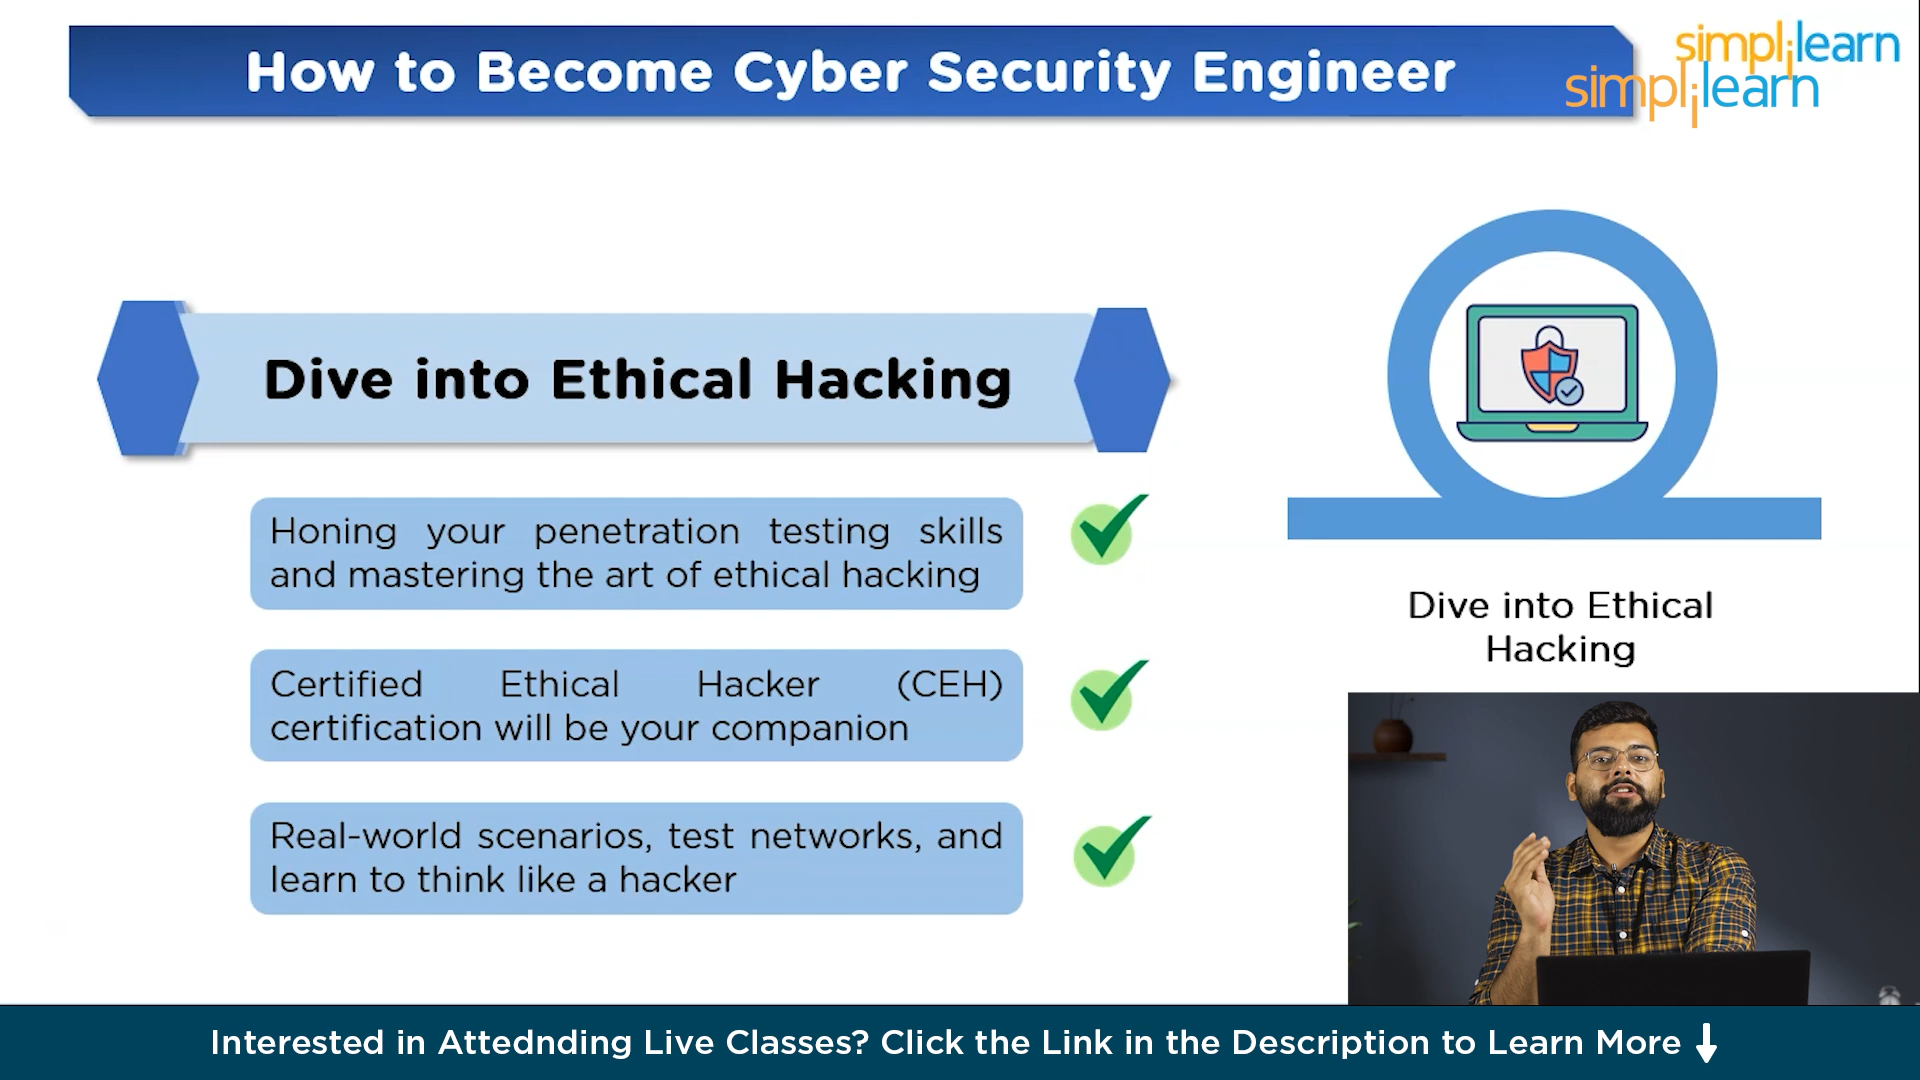 How to Become Cyber Security Engineer
simplilearn
simplilearn
Dive into Ethical Hacking
Honing your penetration testing skills
and mastering the art of ethical hacking
Certified Ethical Hacker (CEH)
certification will be your companion
Real-world scenarios, test networks, and
learn to think like a hacker
Dive into Ethical
Hacking
Interested in Attednding Live Classes? Click the Link in the Description to Learn More